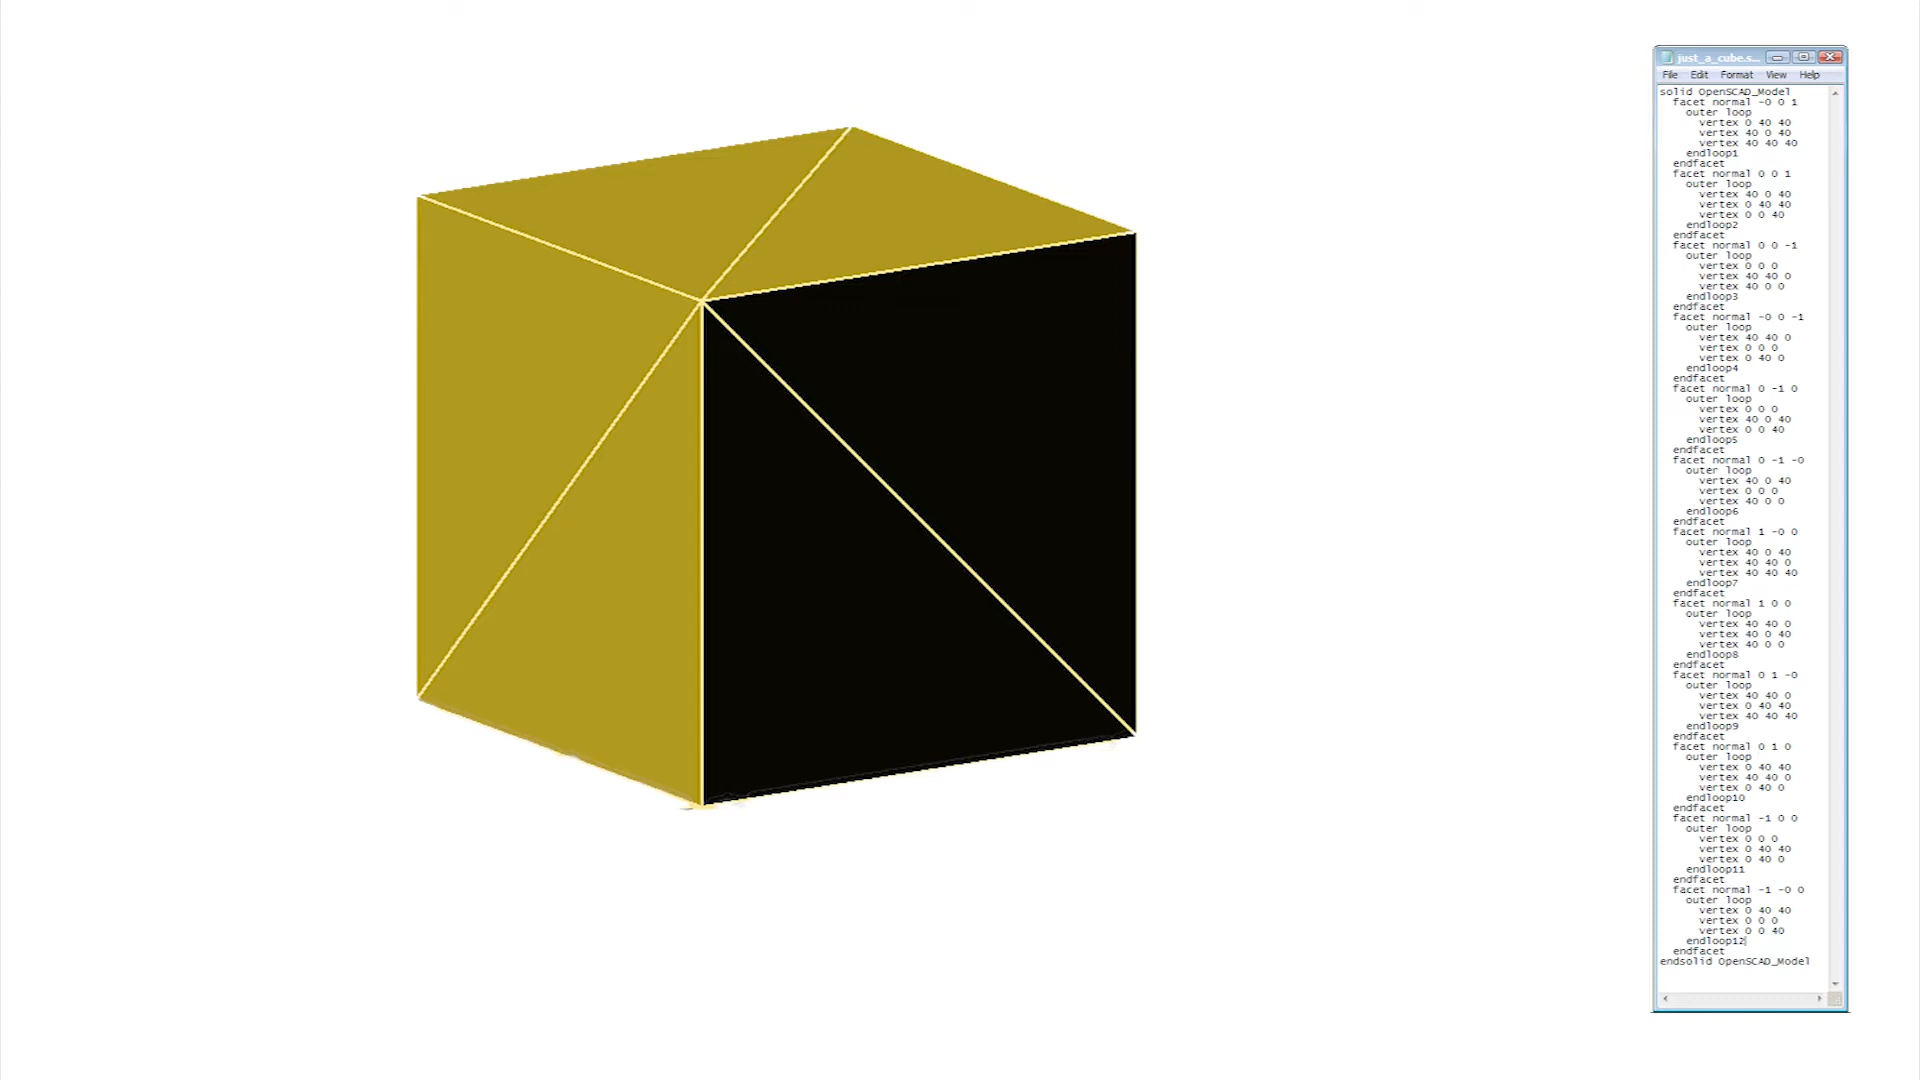 just_a_cube.s...
File Edit Format View Help
solid OpenSCAD_Model
facet normal -0 0 1
outer loop
vertex 0 40 40
vertex 40 0 40
vertex 40 40 40
endloop1
endfacet
facet normal 0 0 1
outer loop
vertex 40 0 40
vertex 0 40 40
vertex 0 0 40
endloop2
endfacet
facet normal 0 0 -1
outer loop
vertex 0 0 0
vertex 40 40 0
vertex 40 0 0
endloop3
endfacet
facet normal -0 0 -1
outer loop
vertex 40 40 0
vertex 0 0 0
vertex 0 40 0
endloop4
endfacet
facet normal 0 -1 0
outer loop
vertex 0 0 0
vertex 40 0 40
vertex 0 0 40
endloop5
endfacet
facet normal 0 -1 -0
outer loop
vertex 40 0 40
vertex 0 0 0
vertex 40 0 0
endloop6
endfacet
facet normal 1 -0 0
outer loop
vertex 40 0 40
vertex 40 40 0
vertex 40 40 40
endloop7
endfacet
facet normal 1 0 0
outer loop
vertex 40 40 0
vertex 40 0 40
vertex 40 0 0
endloop8
endfacet
facet normal 0 1 -0
outer loop
vertex 40 40 0
vertex 0 40 40
vertex 40 40 40
endloop9
endfacet
facet normal 0 1 0
outer loop
vertex 0 40 40
vertex 40 40 0
vertex 0 40 0
endloop10
endfacet
facet normal -1 0 0
outer loop
vertex 0 0 0
vertex 0 40 40
vertex 0 40 0
endloop11
endfacet
facet normal -1 -0 0
outer loop
vertex 0 40 40
vertex 0 0 0
vertex 0 0 40
endloop12
endfacet
endsolid OpenSCAD_Model